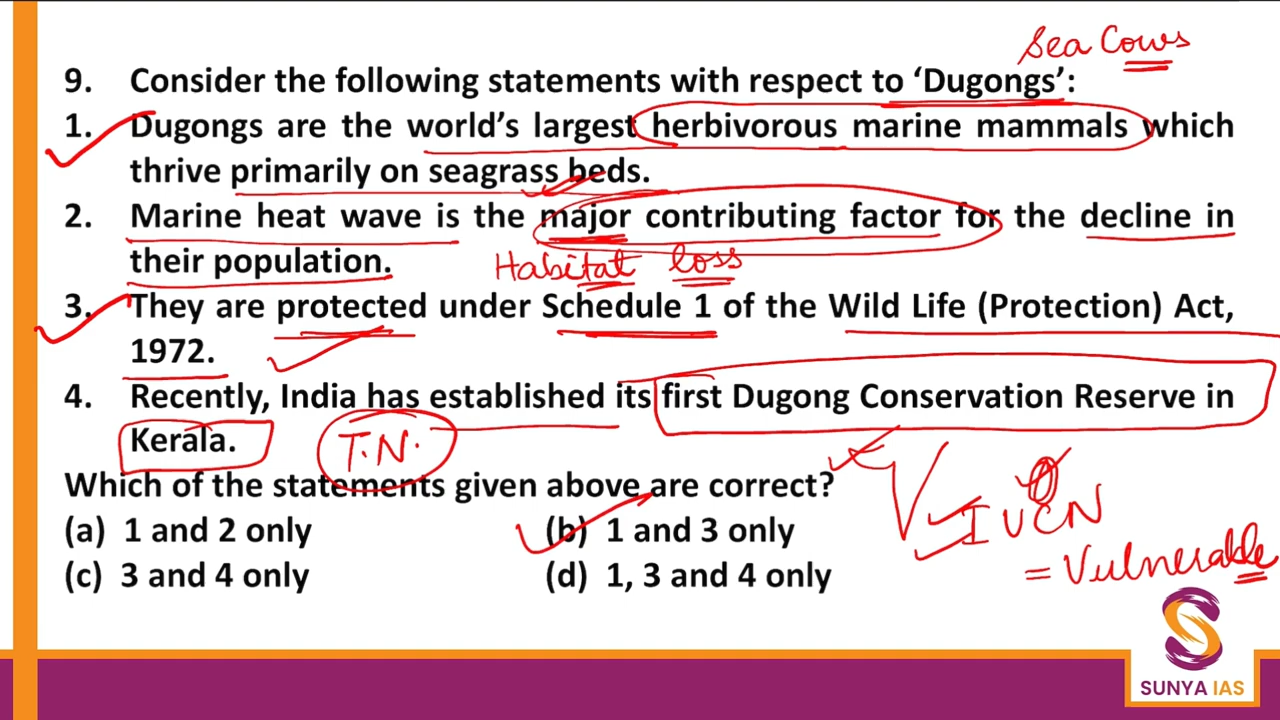 Sea Cows
9. Consider the following statements with respect to ‘Dugongs’:
1. Dugongs are the world’s largest herbivorous marine mammals which
thrive primarily on seagrass beds.
2. Marine heat wave is the major contributing factor for the decline in
their population.
Habitat loss
3. They are protected under Schedule 1 of the Wild Life (Protection) Act,
1972.
4. Recently, India has established its first Dugong Conservation Reserve in
Kerala.
T.N.
Which of the statements given above are correct?
(a) 1 and 2 only (b) 1 and 3 only
V IUCN
(c) 3 and 4 only (d) 1, 3 and 4 only
= Vulnerable
S
SUNYA IAS